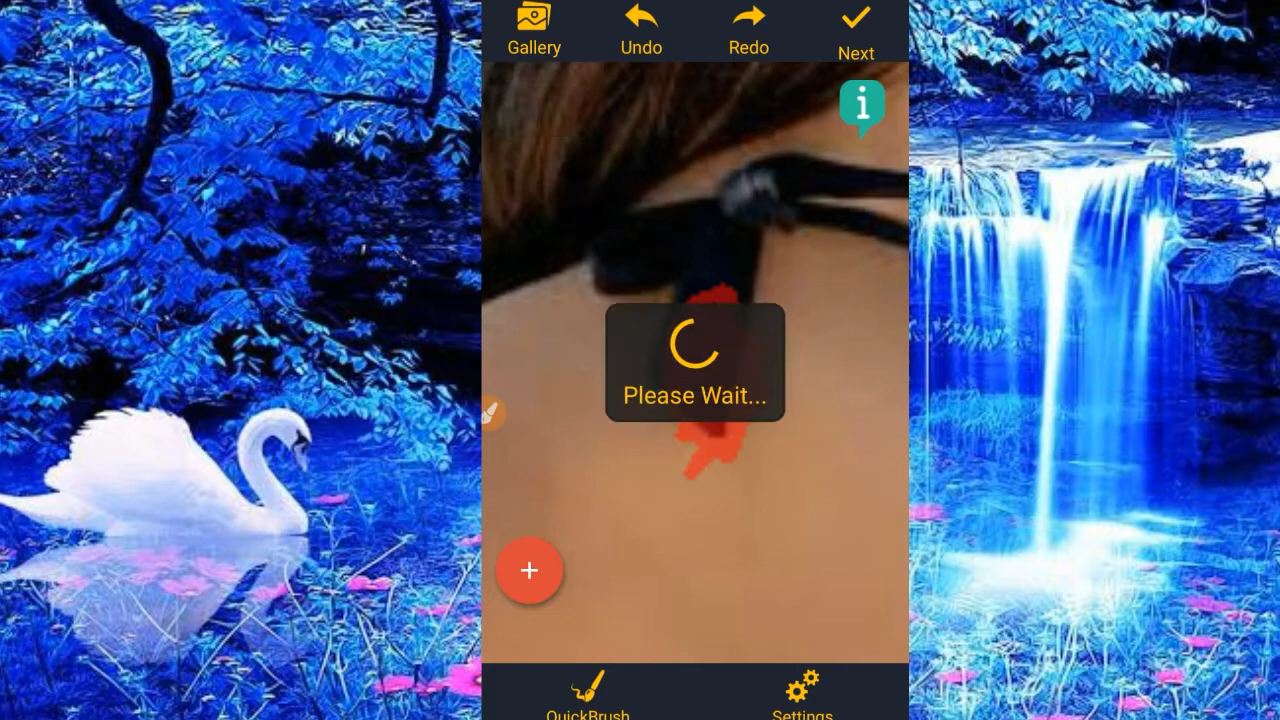 Gallery
Undo
Redo
Next
i
Please Wait...
+
QuickBrush
Settings